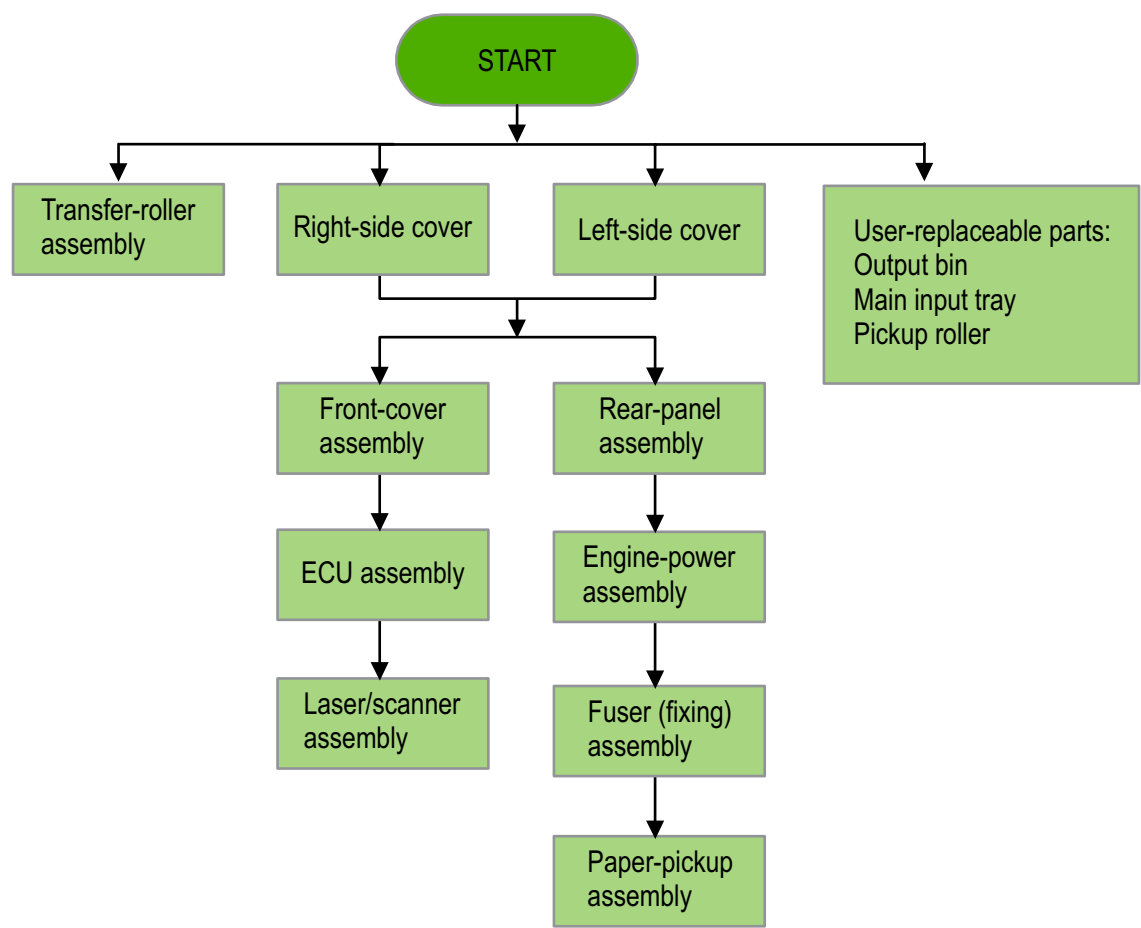 START
Transfer-roller
assembly
Right-side cover
Left-side cover
User-replaceable parts:
Output bin
Main input tray
Pickup roller
Front-cover
assembly
Rear-panel
assembly
ECU assembly
Engine-power
assembly
Laser/scanner
assembly
Fuser (fixing)
assembly
Paper-pickup
assembly